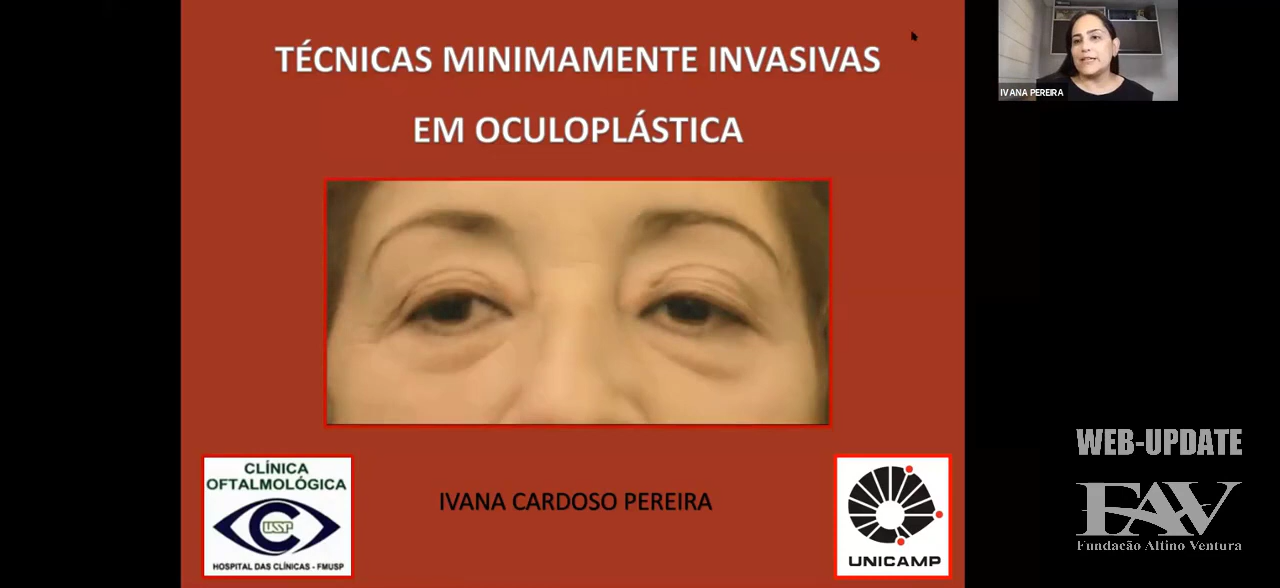 TÉCNICAS MINIMAMENTE INVASIVAS
EM OCULOPLÁSTICA
IVANA PEREIRA
CLÍNICA
OFTALMOLÓGICA
USP
HOSPITAL DAS CLÍNICAS - FMUSP
IVANA CARDOSO PEREIRA
UNICAMP
WEB-UPDATE
FAV
Fundação Altino Ventura